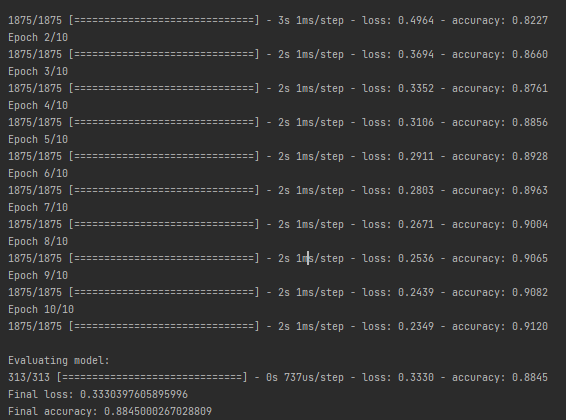 1875/1875 [==============================] - 3s 1ms/step - loss: 0.4964 - accuracy: 0.8227
Epoch 2/10
1875/1875 [==============================] - 2s 1ms/step - loss: 0.3694 - accuracy: 0.8660
Epoch 3/10
1875/1875 [==============================] - 2s 1ms/step - loss: 0.3352 - accuracy: 0.8761
Epoch 4/10
1875/1875 [==============================] - 2s 1ms/step - loss: 0.3106 - accuracy: 0.8856
Epoch 5/10
1875/1875 [==============================] - 2s 1ms/step - loss: 0.2911 - accuracy: 0.8928
Epoch 6/10
1875/1875 [==============================] - 2s 1ms/step - loss: 0.2803 - accuracy: 0.8963
Epoch 7/10
1875/1875 [==============================] - 2s 1ms/step - loss: 0.2671 - accuracy: 0.9004
Epoch 8/10
1875/1875 [==============================] - 2s 1ms/step - loss: 0.2536 - accuracy: 0.9065
Epoch 9/10
1875/1875 [==============================] - 2s 1ms/step - loss: 0.2439 - accuracy: 0.9082
Epoch 10/10
1875/1875 [==============================] - 2s 1ms/step - loss: 0.2349 - accuracy: 0.9120
Evaluating model:
313/313 [==============================] - 0s 737us/step - loss: 0.3330 - accuracy: 0.8845
Final loss: 0.3330397605895996
Final accuracy: 0.8845000267028809